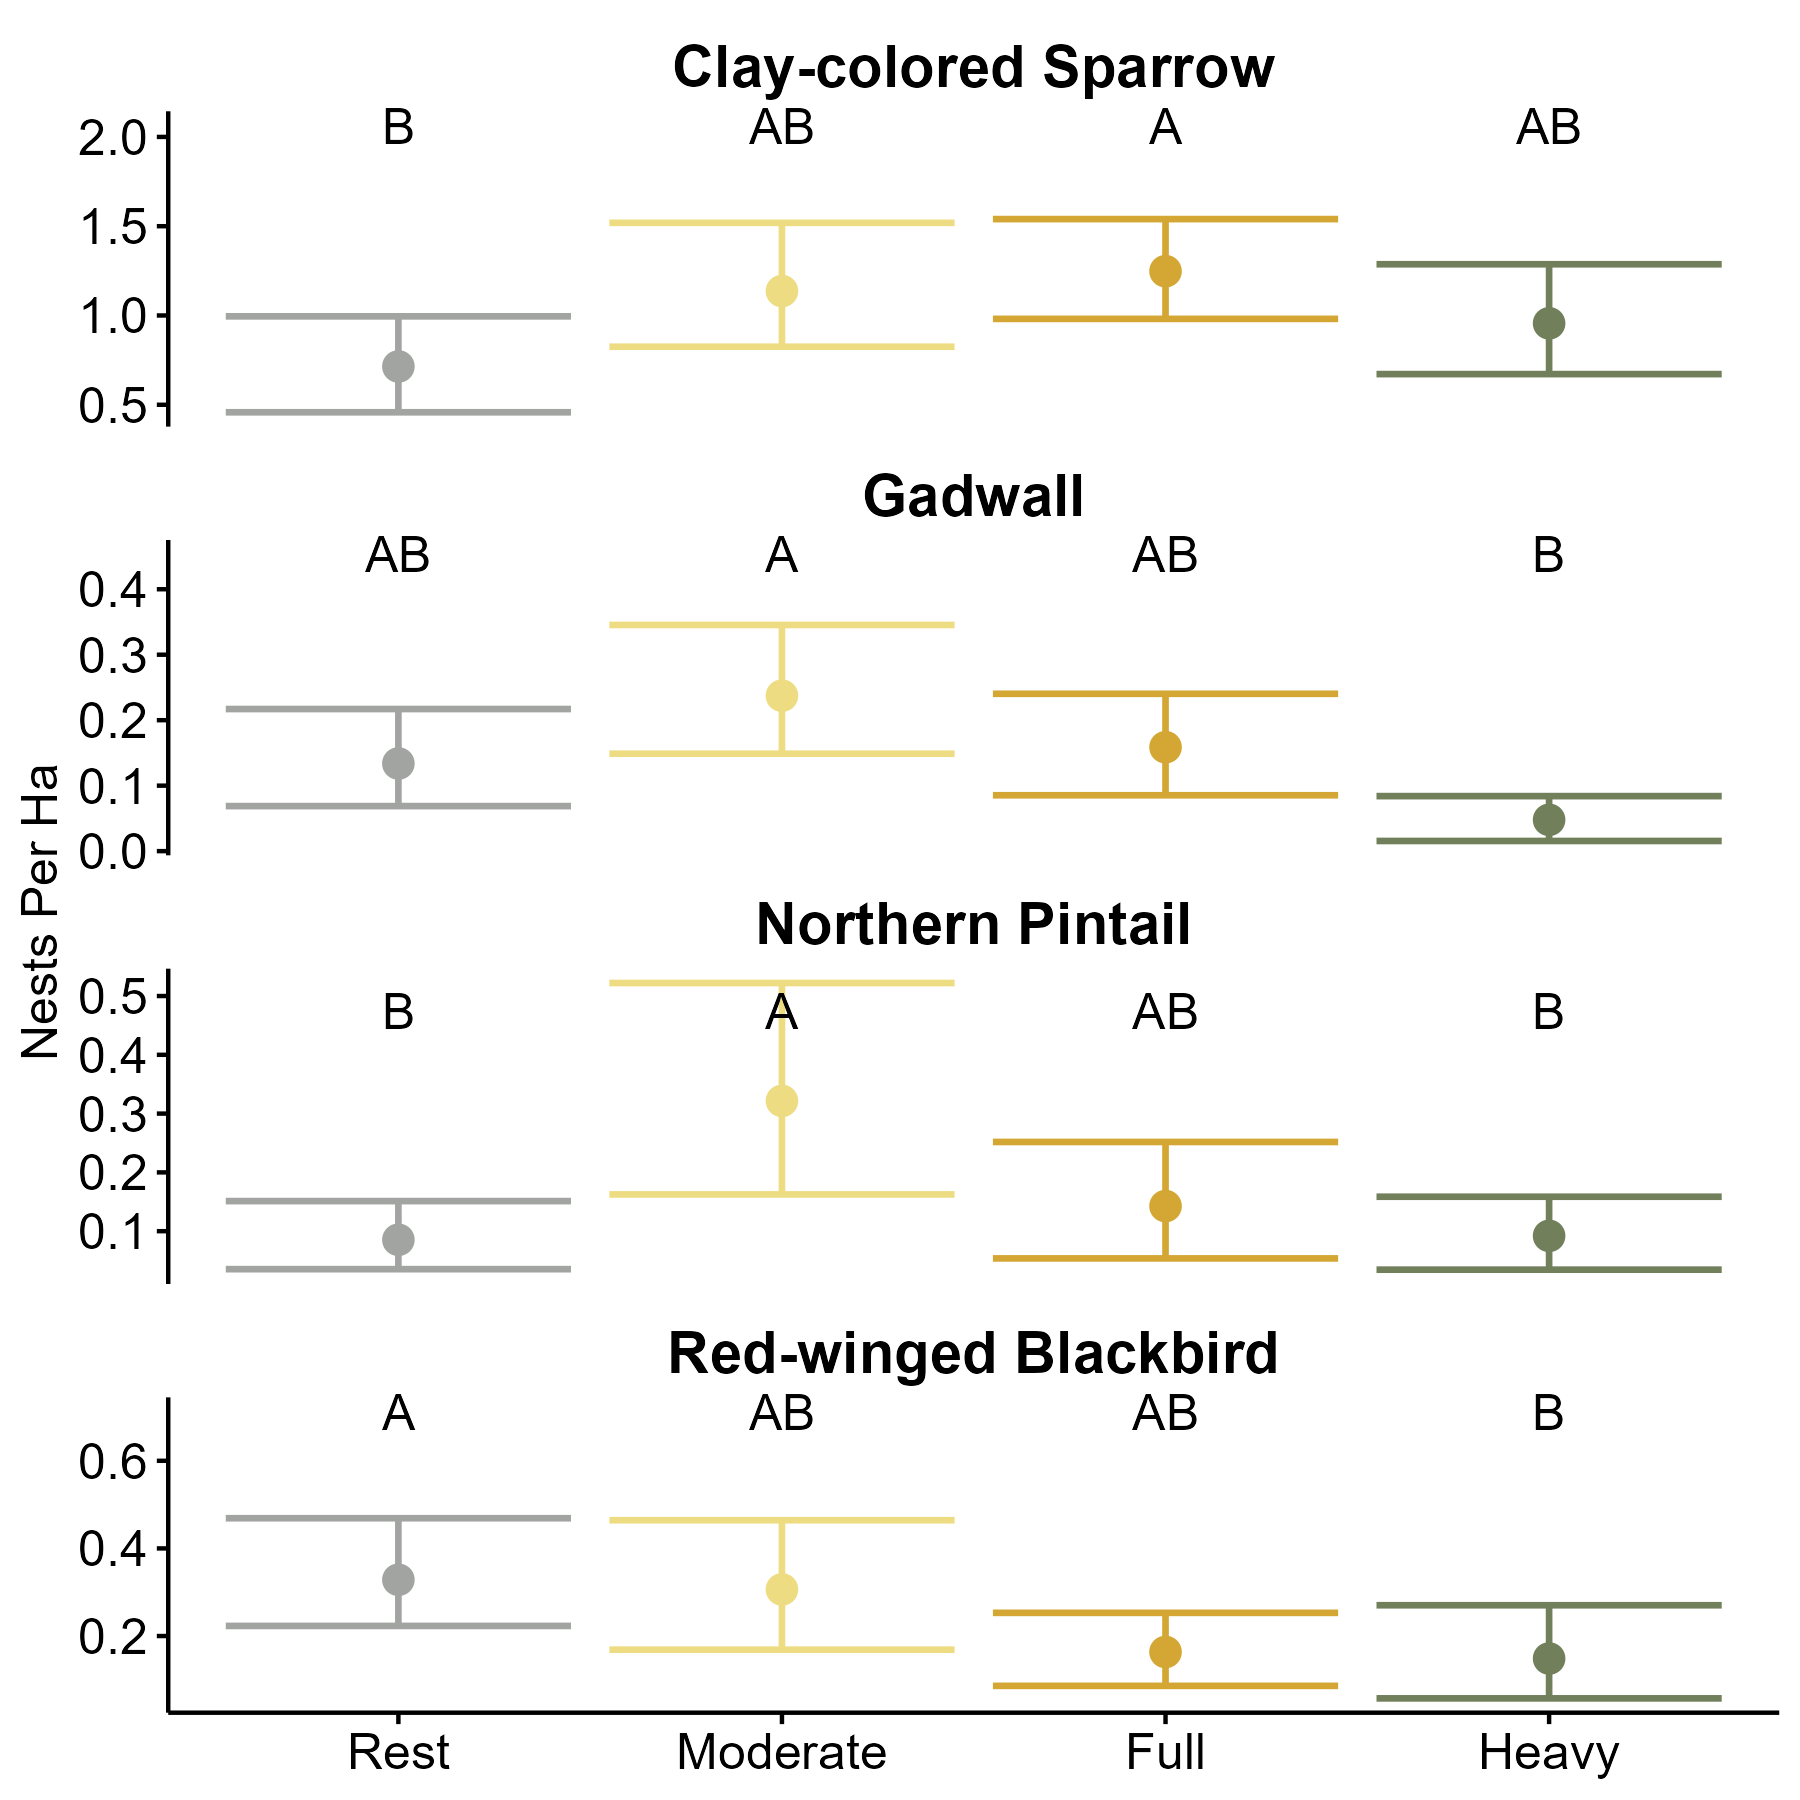 Clay-colored Sparrow
B AB A AB
2.0
1.5
1.0
0.5
Gadwall
AB A AB B
0.4
0.3
0.2
0.1
0.0
Nests Per Ha
Northern Pintail
B A AB B
0.5
0.4
0.3
0.2
0.1
Red-winged Blackbird
A AB AB B
0.6
0.4
0.2
Rest Moderate Full Heavy